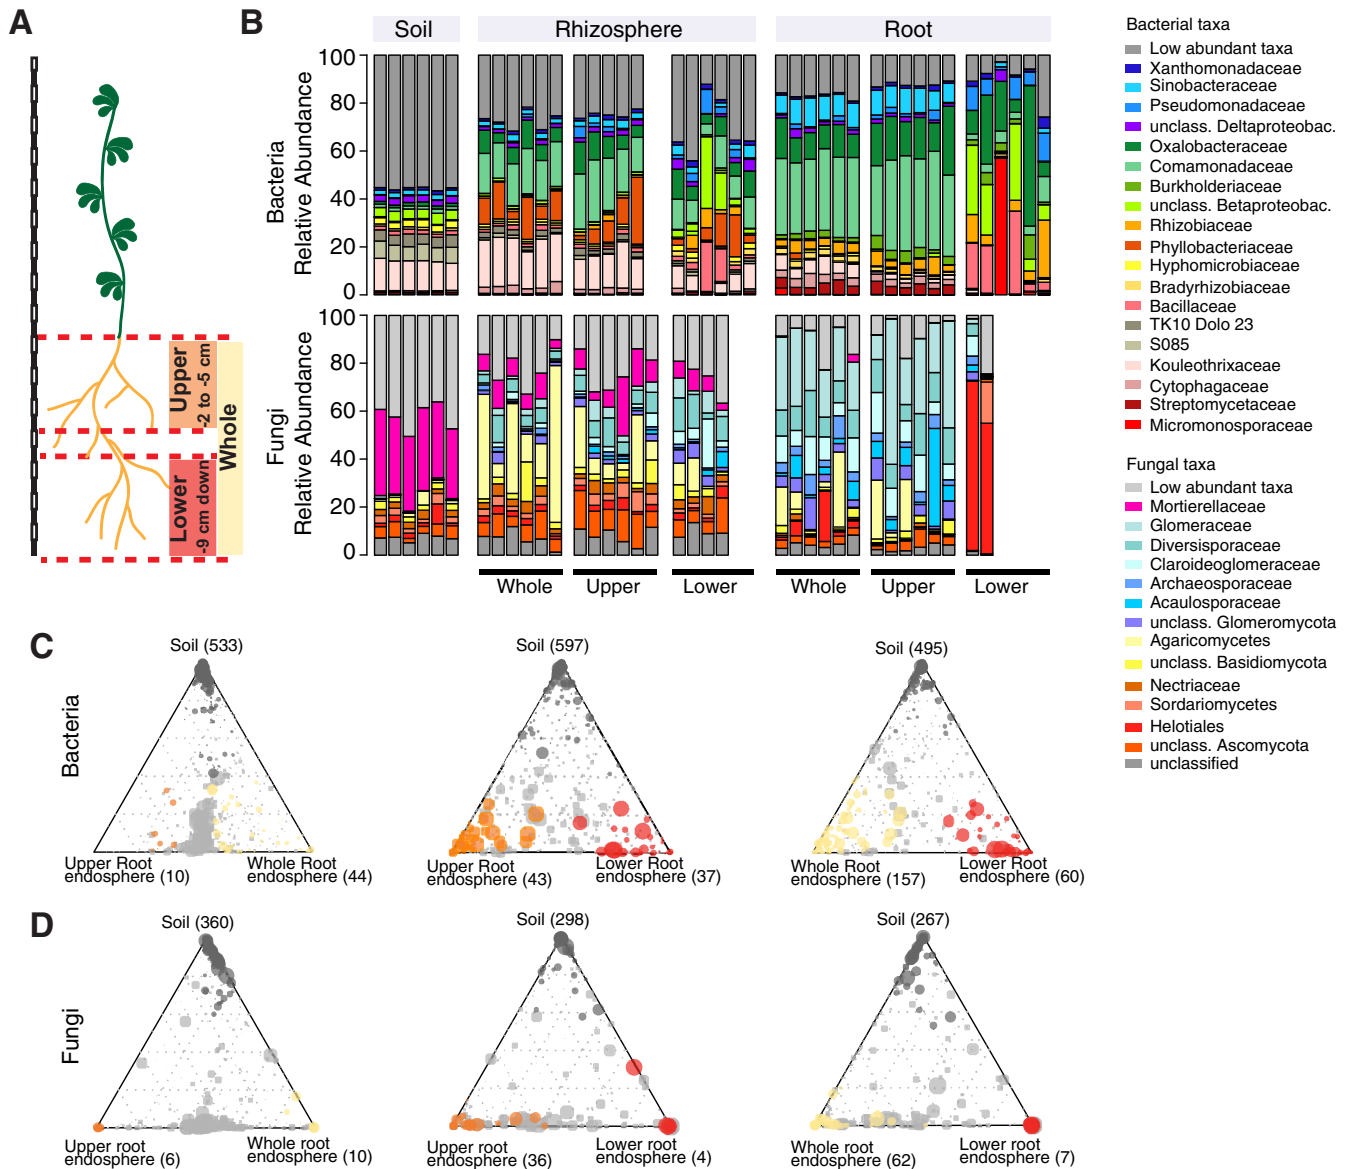 A
B
Soil
Rhizosphere
Root
Bacteria
Relative Abundance
100
80
60
40
20
0
Fungi
Relative Abundance
100
80
60
40
20
0
Whole
Upper
Lower
Whole
Upper
Lower
Upper
-2 to -5 cm
Lower
-9 cm down
Whole
Bacterial taxa
Low abundant taxa
Xanthomonadaceae
Sinobacteraceae
Pseudomonadaceae
unclass. Deltaproteobac.
Oxalobacteraceae
Comamonadaceae
Burkholderiaceae
unclass. Betaproteobac.
Rhizobiaceae
Phyllobacteriaceae
Hyphomicrobiaceae
Bradyrhizobiaceae
Bacillaceae
TK10 Dolo 23
S085
Kouleothrixaceae
Cytophagaceae
Streptomycetaceae
Micromonosporaceae
Fungal taxa
Low abundant taxa
Mortierellaceae
Glomeraceae
Diversisporaceae
Claroideoglomeraceae
Archaeosporaceae
Acaulosporaceae
unclass. Glomeromycota
Agaricomycetes
unclass. Basidiomycota
Nectriaceae
Sordariomycetes
Helotiales
unclass. Ascomycota
unclassified
C
Bacteria
Soil (533)
Upper Root
endosphere (10)
Whole Root
endosphere (44)
Soil (597)
Upper Root
endosphere (43)
Lower Root
endosphere (37)
Soil (495)
Whole Root
endosphere (157)
Lower Root
endosphere (60)
D
Fungi
Soil (360)
Upper root
endosphere (6)
Whole root
endosphere (10)
Soil (298)
Upper root
endosphere (36)
Lower root
endosphere (4)
Soil (267)
Whole root
endosphere (62)
Lower root
endosphere (7)